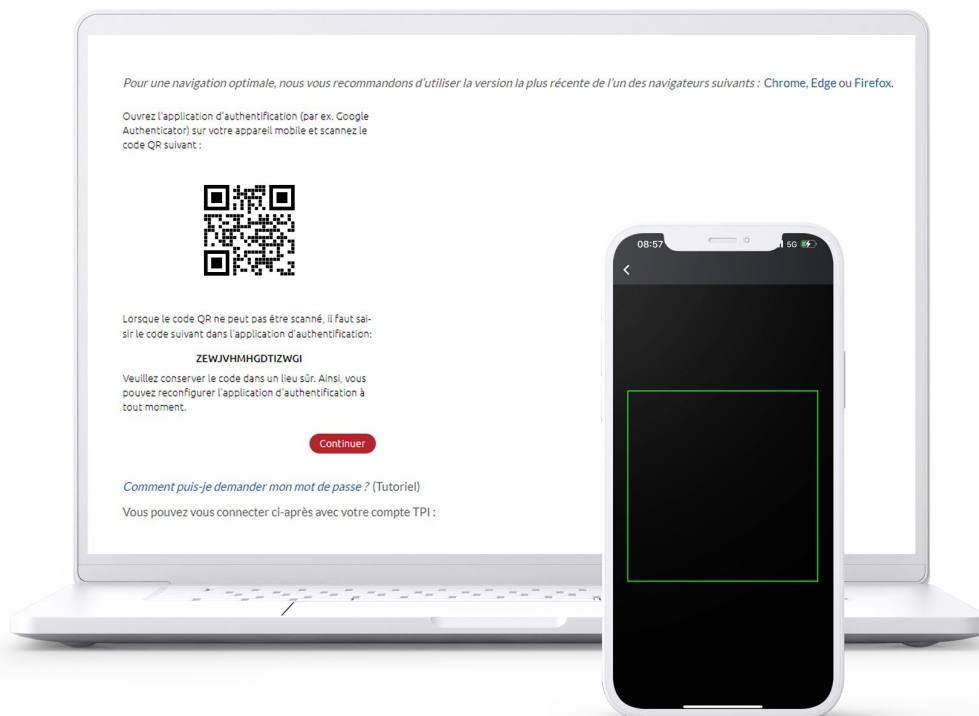 Pour une navigation optimale, nous vous recommandons d'utiliser la version la plus récente de l'un des navigateurs suivants : Chrome, Edge ou Firefox.
Ouvrez l'application d'authentification (par ex. Google
Authenticator) sur votre appareil mobile et scannez le
code QR suivant :
Lorsque le code QR ne peut pas être scanné, il faut sai-
sir le code suivant dans l'application d'authentification:
ZEWJVHMHGDTIZWGI
Veuillez conserver le code dans un lieu sûr. Ainsi, vous
pouvez reconfigurer l'application d'authentification à
tout moment.
Continuer
Comment puis-je demander mon mot de passe ? (Tutoriel)
Vous pouvez vous connecter ci-après avec votre compte TPI :
08:57 5G